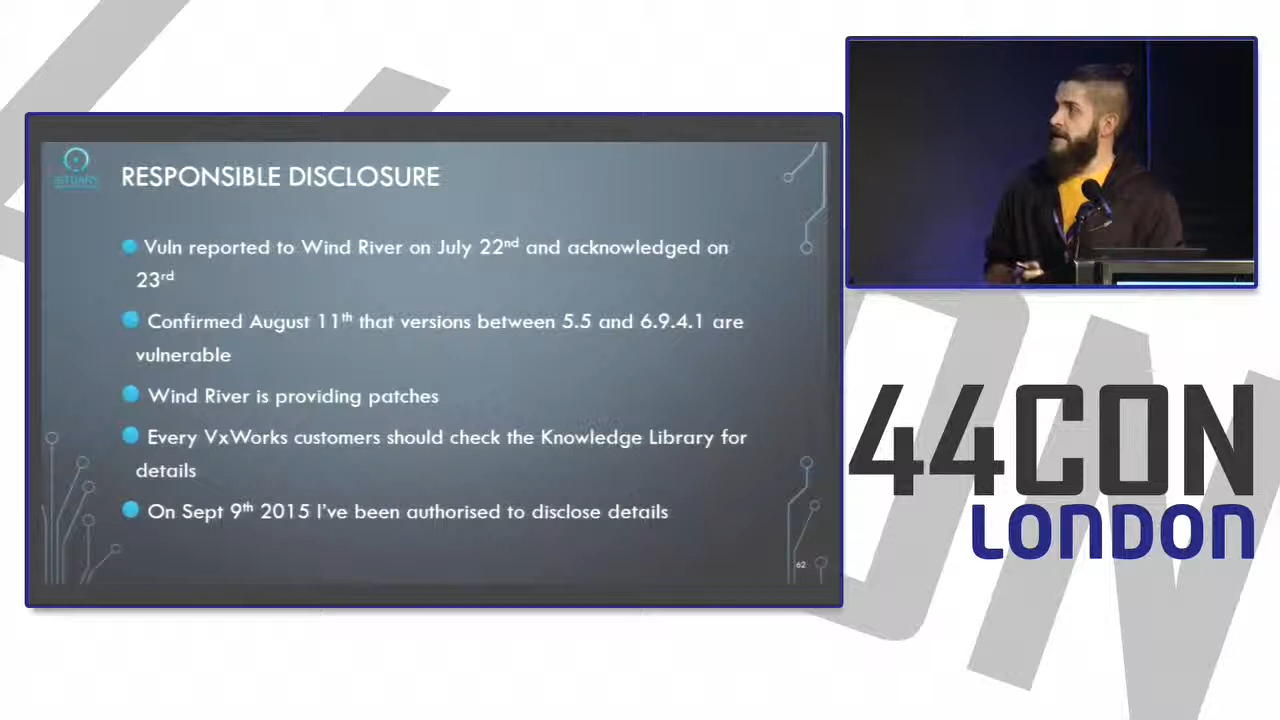 ISTUARY
RESPONSIBLE DISCLOSURE
Vuln reported to Wind River on July 22nd and acknowledged on
23rd
Confirmed August 11th that versions between 5.5 and 6.9.4.1 are
vulnerable
Wind River is providing patches
Every VxWorks customers should check the Knowledge Library for
details
On Sept 9th 2015 I've been authorised to disclose details
62
44CON
LONDON